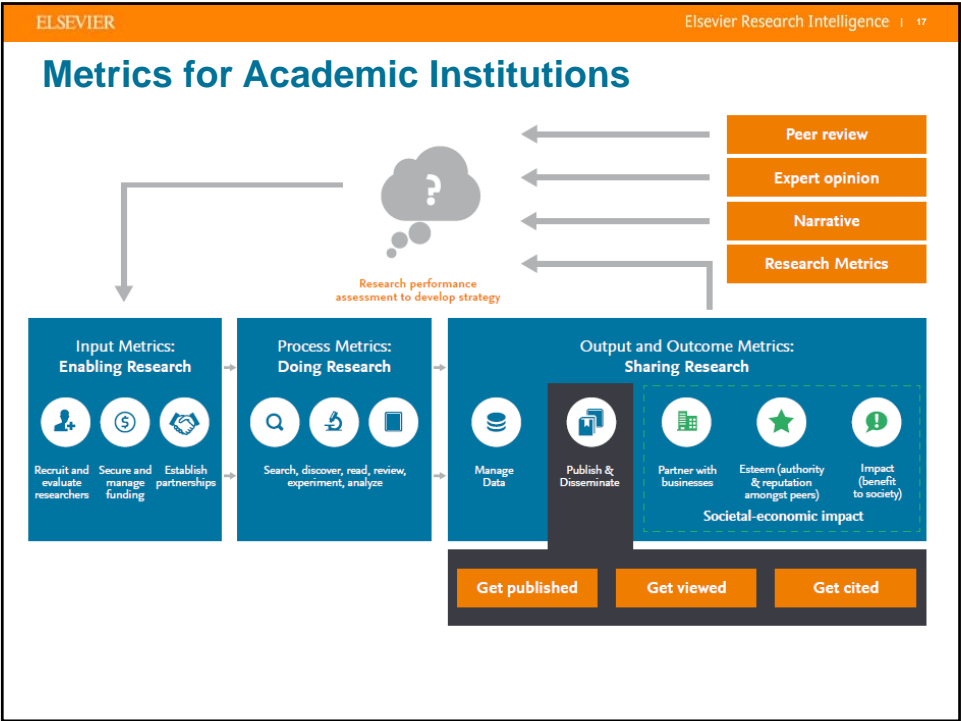 ELSEVIER
Elsevier Research Intelligence | 17
Metrics for Academic Institutions
Peer review
Expert opinion
Narrative
Research Metrics
?
Research performance
assessment to develop strategy
Input Metrics:
Enabling Research
Recruit and
evaluate
researchers
$
Secure and
manage
funding
Establish
partnerships
Process Metrics:
Doing Research
Search, discover, read, review,
experiment, analyze
Output and Outcome Metrics:
Sharing Research
Manage
Data
Publish &
Disseminate
Partner with
businesses
Esteem (authority
& reputation
amongst peers)
!
Impact
(benefit
to society)
Societal-economic impact
Get published
Get viewed
Get cited